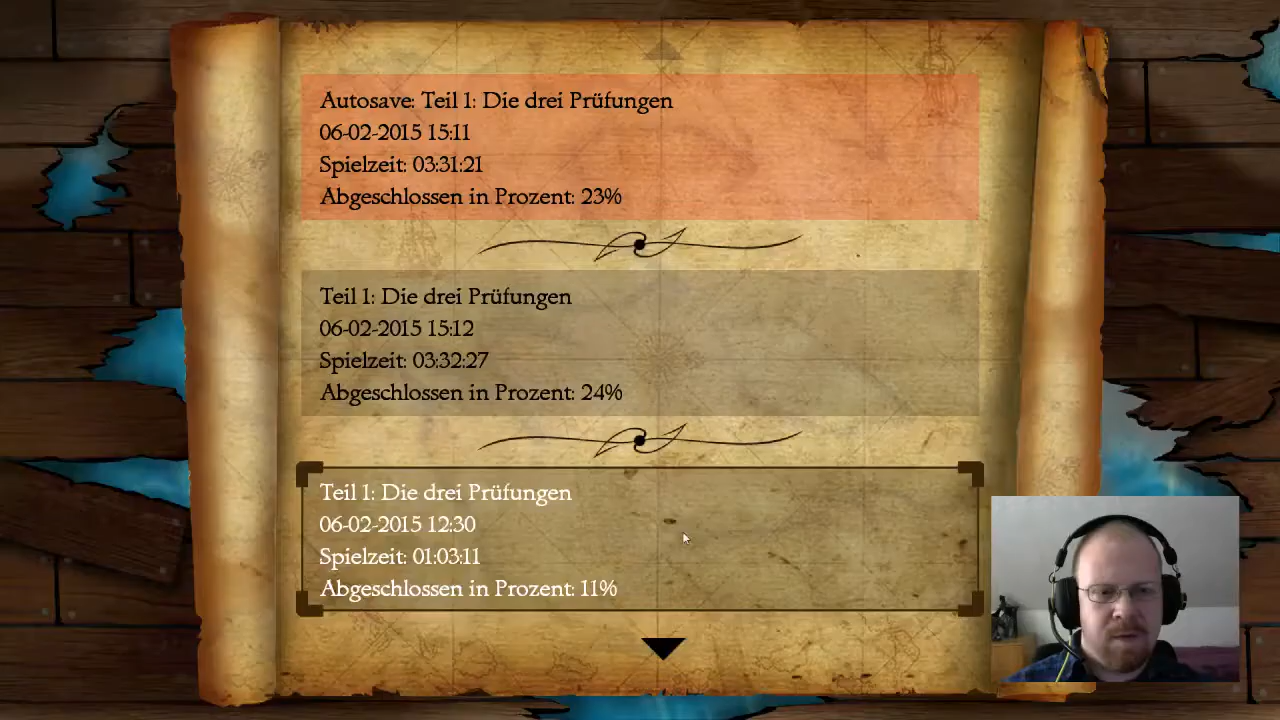 Autosave: Teil 1: Die drei Prüfungen
06-02-2015 15:11
Spielzeit: 03:31:21
Abgeschlossen in Prozent: 23%
Teil 1: Die drei Prüfungen
06-02-2015 15:12
Spielzeit: 03:32:27
Abgeschlossen in Prozent: 24%
Teil 1: Die drei Prüfungen
06-02-2015 12:30
Spielzeit: 01:03:11
Abgeschlossen in Prozent: 11%